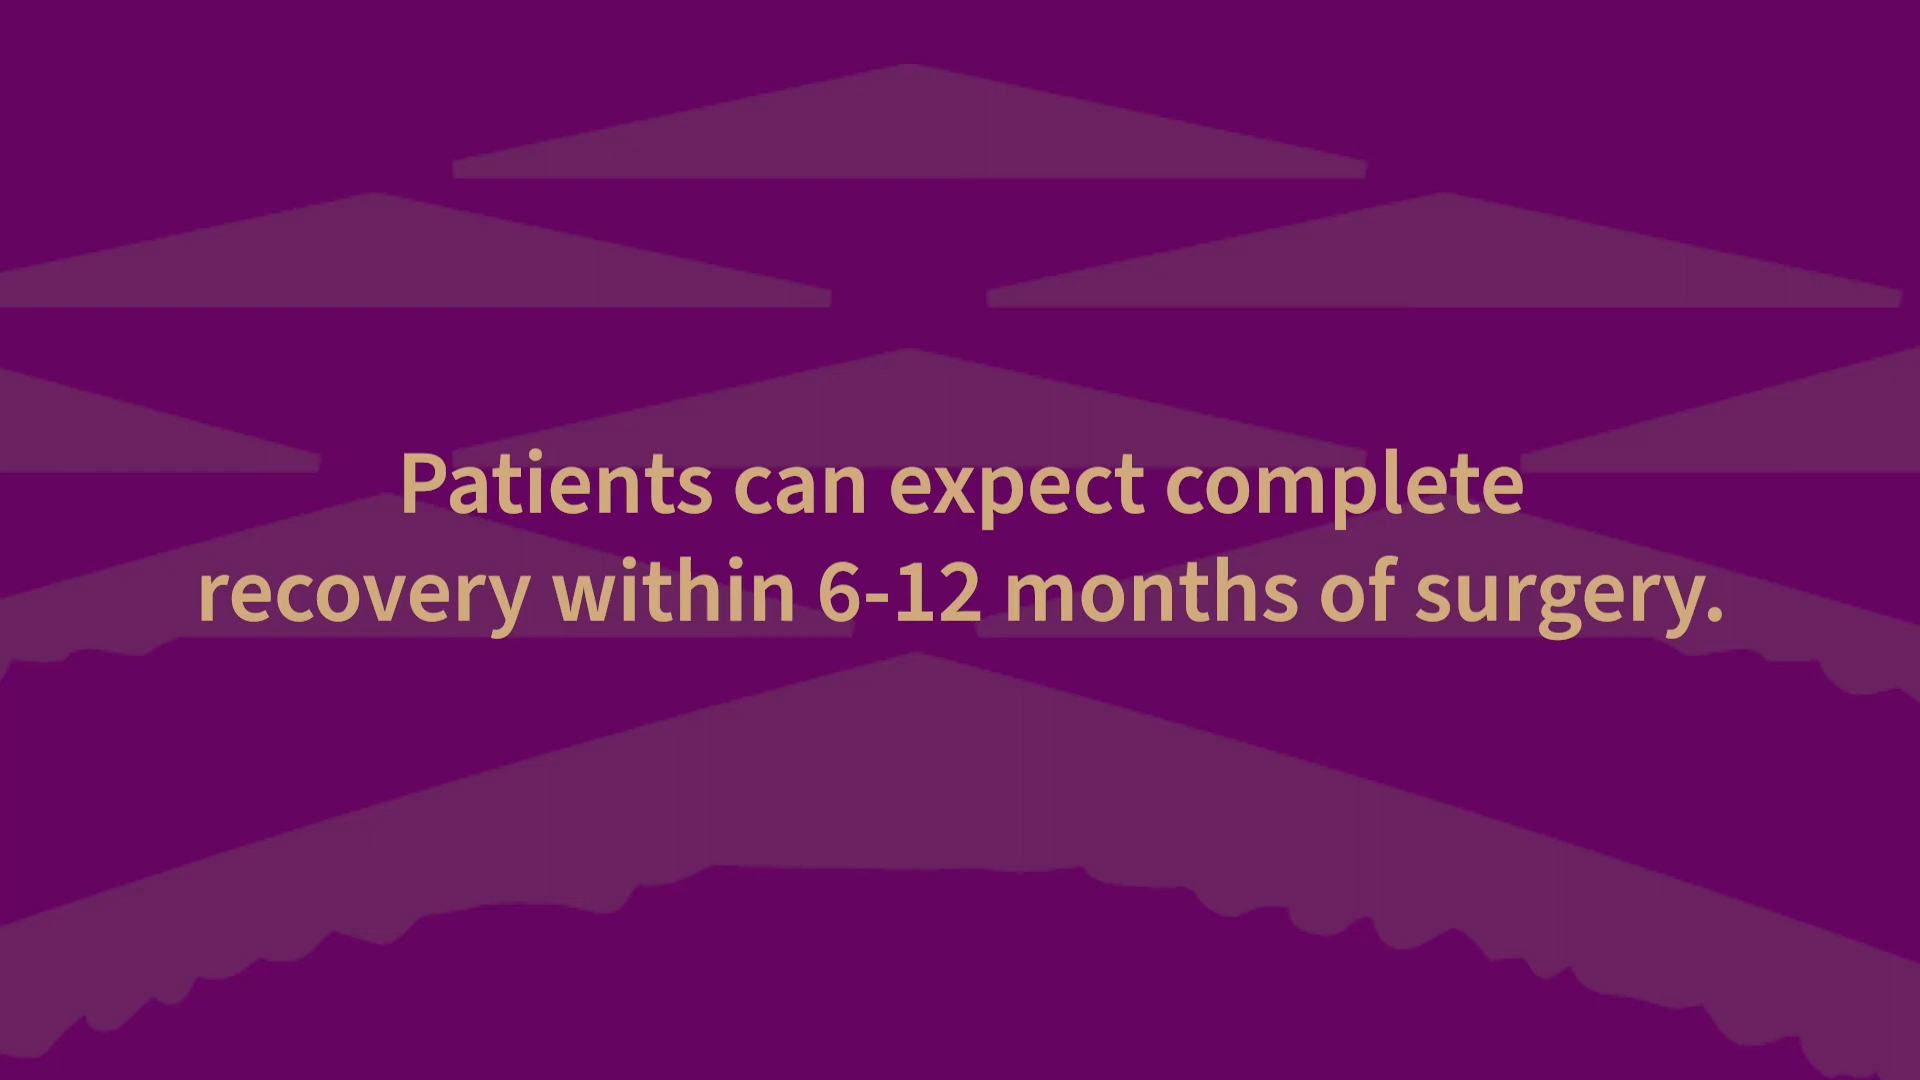 Patients can expect complete
recovery within 6-12 months of surgery.